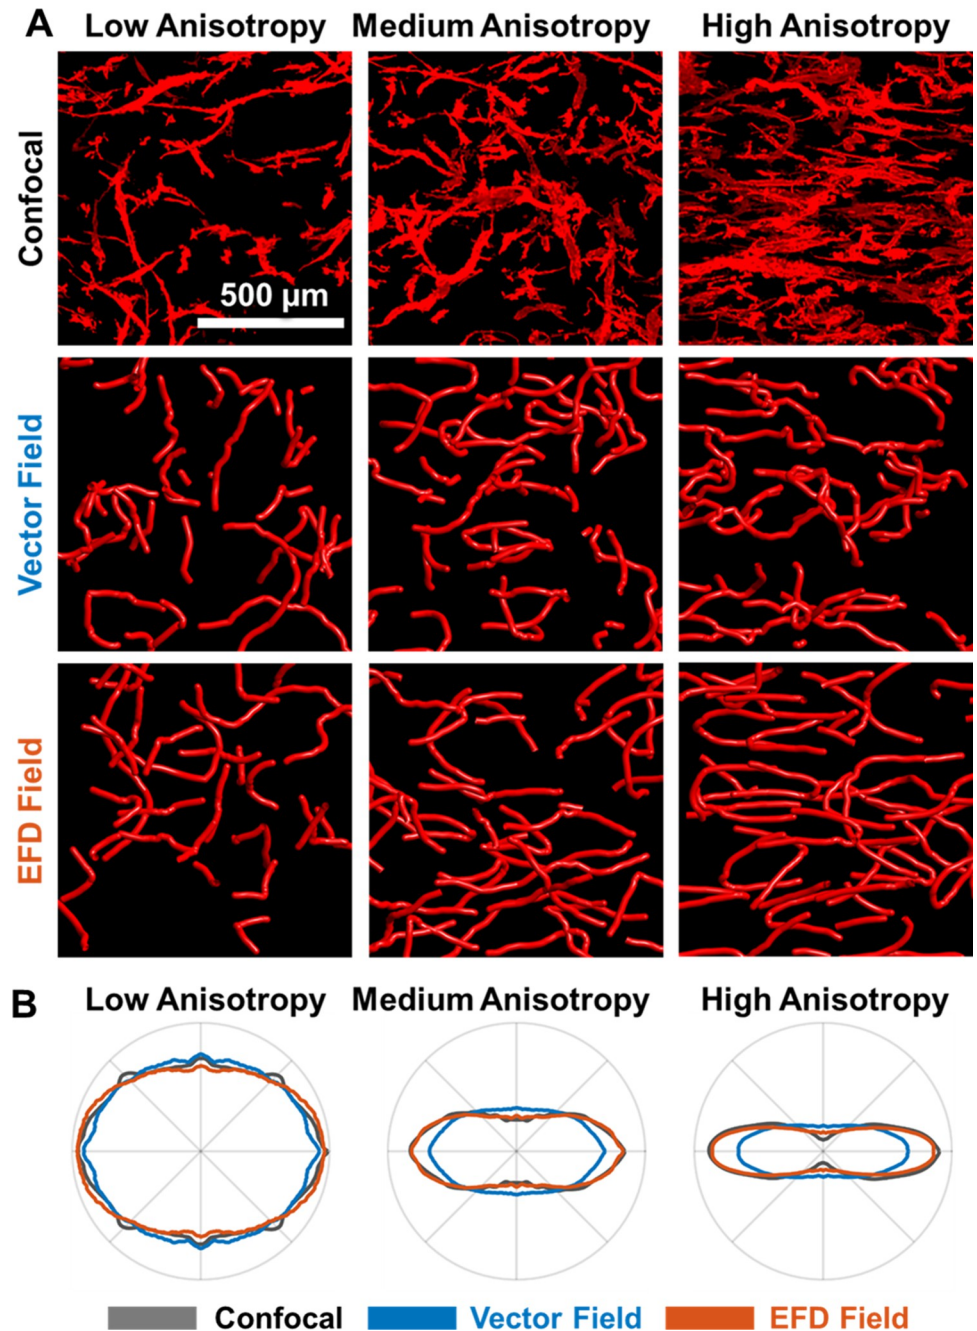 A
Low Anisotropy Medium Anisotropy High Anisotropy
Confocal
500 μm
Vector Field
EFD Field
B
Low Anisotropy Medium Anisotropy High Anisotropy
Confocal Vector Field EFD Field